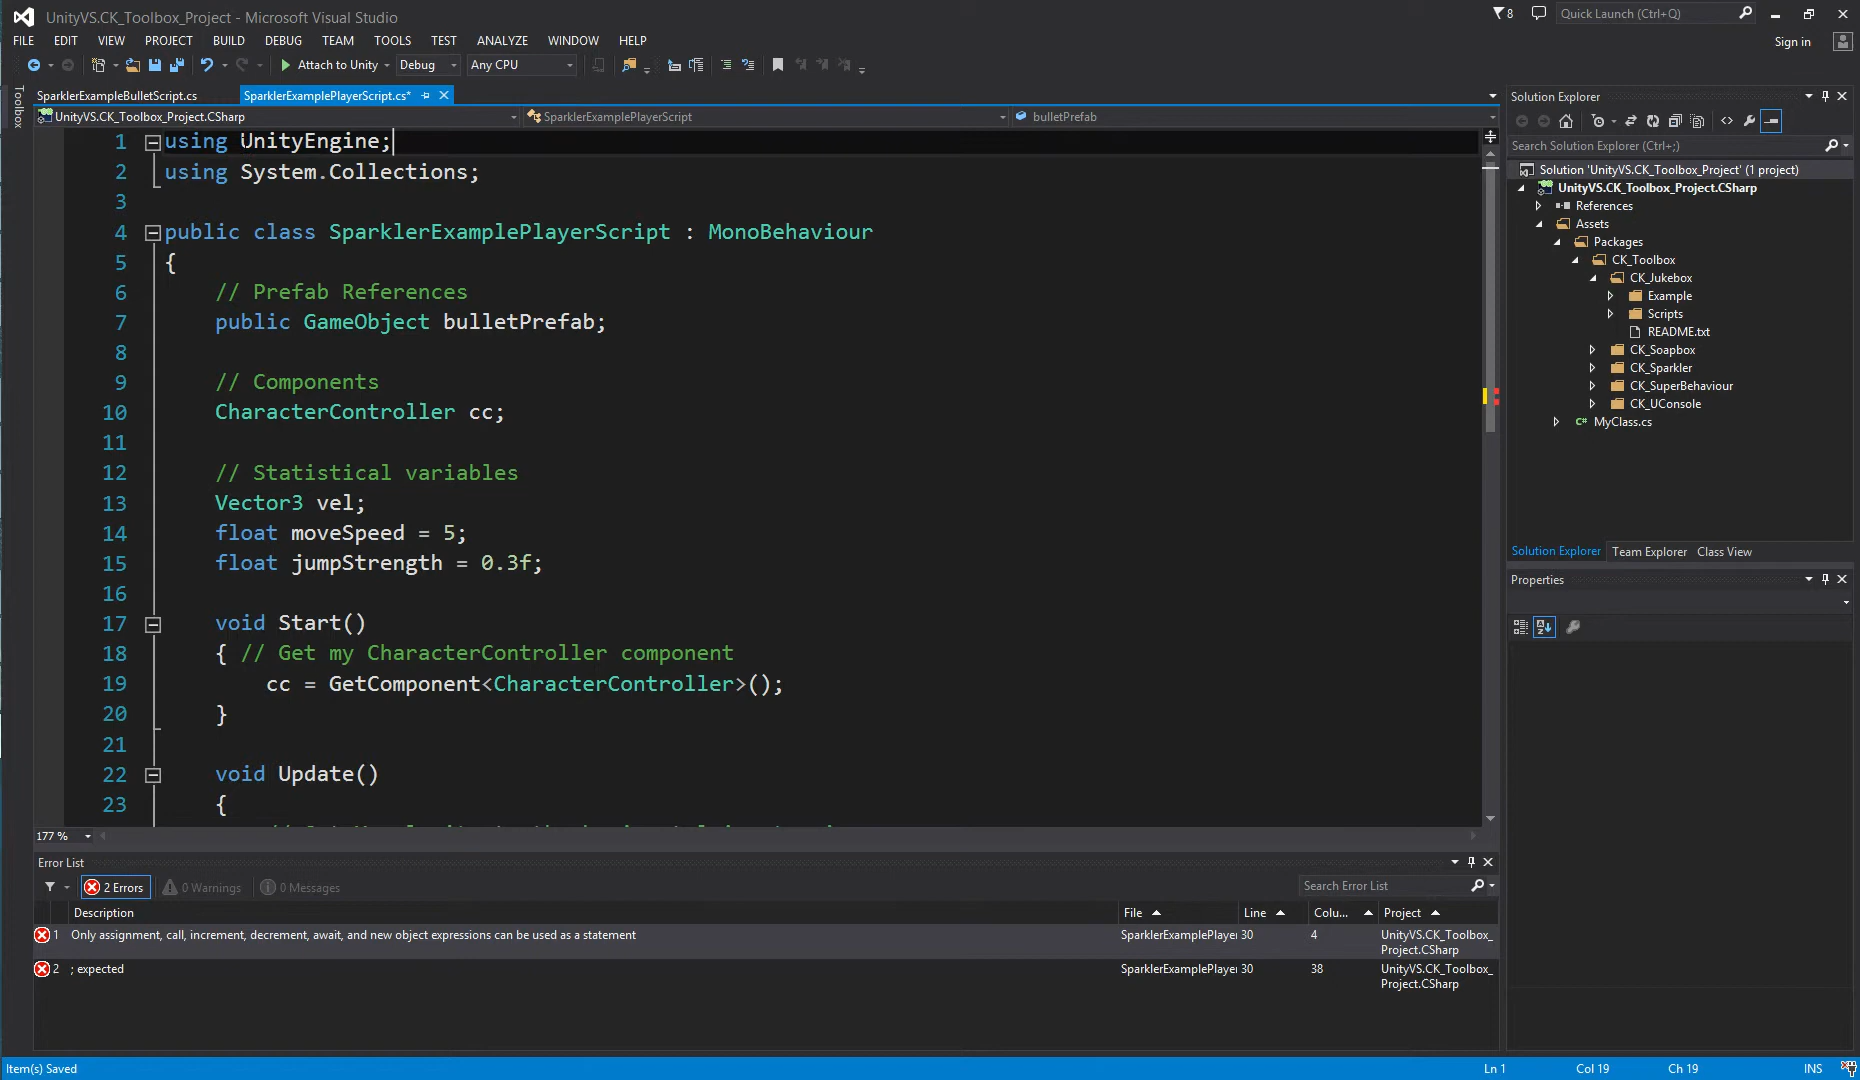 UnityVS.CK_Toolbox_Project - Microsoft Visual Studio
8
Quick Launch (Ctrl+Q)
FILE EDIT VIEW PROJECT BUILD DEBUG TEAM TOOLS TEST ANALYZE WINDOW HELP
Sign in
Attach to Unity Debug Any CPU
Toolbox
SparklerExampleBulletScript.cs SparklerExamplePlayerScript.cs*
UnityVS.CK_Toolbox_Project.CSharp SparklerExamplePlayerScript bulletPrefab
1 using UnityEngine;
2 using System.Collections;
3
4 public class SparklerExamplePlayerScript : MonoBehaviour
5 {
6 // Prefab References
7 public GameObject bulletPrefab;
8
9 // Components
10 CharacterController cc;
11
12 // Statistical variables
13 Vector3 vel;
14 float moveSpeed = 5;
15 float jumpStrength = 0.3f;
16
17 void Start()
18 { // Get my CharacterController component
19 cc = GetComponent<CharacterController>();
20 }
21
22 void Update()
23 {
177 %
Solution Explorer
Search Solution Explorer (Ctrl+;)
Solution 'UnityVS.CK_Toolbox_Project' (1 project)
UnityVS.CK_Toolbox_Project.CSharp
References
Assets
Packages
CK_Toolbox
CK_Jukebox
Example
Scripts
README.txt
CK_Soapbox
CK_Sparkler
CK_SuperBehaviour
CK_UConsole
C# MyClass.cs
Solution Explorer Team Explorer Class View
Properties
Error List
2 Errors 0 Warnings 0 Messages
Search Error List
Description File Line Colu... Project
1 Only assignment, call, increment, decrement, await, and new object expressions can be used as a statement SparklerExamplePlayer 30 4 UnityVS.CK_Toolbox_
Project.CSharp
2 ; expected SparklerExamplePlayer 30 38 UnityVS.CK_Toolbox_
Project.CSharp
Item(s) Saved Ln 1 Col 19 Ch 19 INS